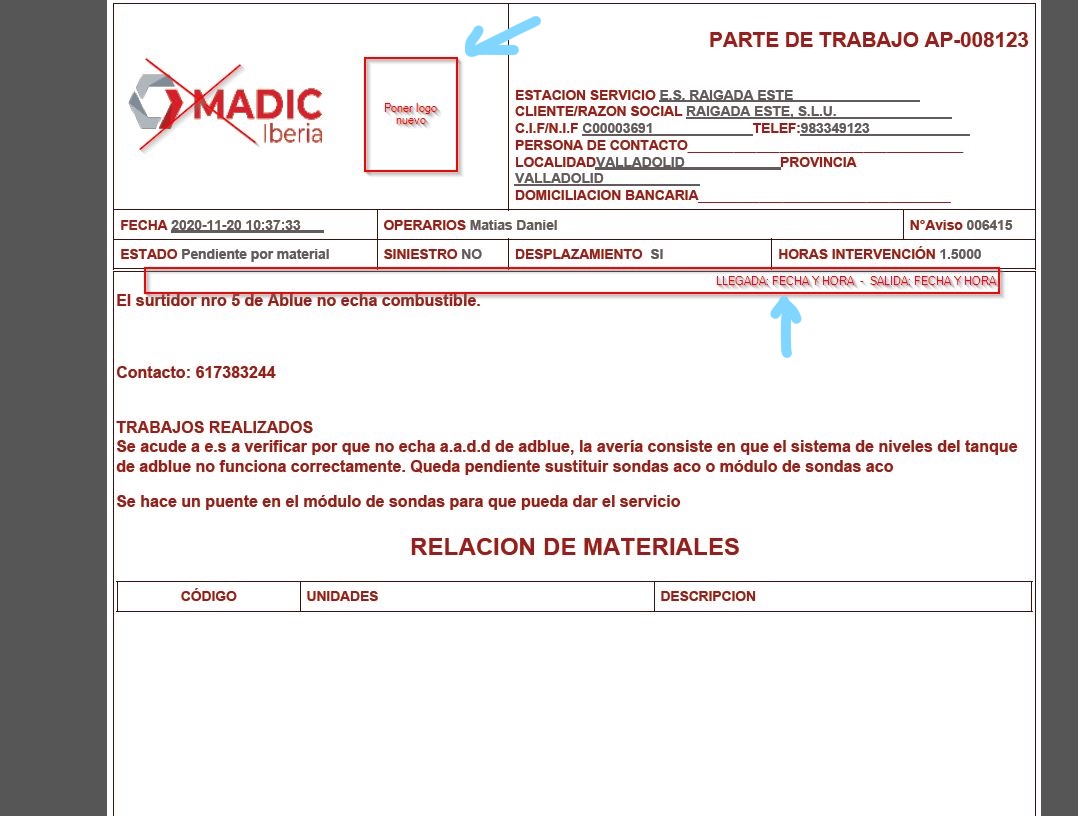 MADIC
Iberia
Poner logo
nuevo
PARTE DE TRABAJO AP-008123
ESTACION SERVICIO E.S. RAIGADA ESTE
CLIENTE/RAZON SOCIAL RAIGADA ESTE, S.L.U.
C.I.F/N.I.F C00003691 TELEF:983349123
PERSONA DE CONTACTO
LOCALIDAD VALLADOLID PROVINCIA
VALLADOLID
DOMICILIACION BANCARIA
FECHA 2020-11-20 10:37:33 OPERARIOS Matias Daniel N°Aviso 006415
ESTADO Pendiente por material SINIESTRO NO DESPLAZAMIENTO SI HORAS INTERVENCIÓN 1.5000
LLEGADA: FECHA Y HORA - SALIDA: FECHA Y HORA
El surtidor nro 5 de Ablue no echa combustible.
Contacto: 617383244
TRABAJOS REALIZADOS
Se acude a e.s a verificar por que no echa a.a.d.d de adblue, la avería consiste en que el sistema de niveles del tanque
de adblue no funciona correctamente. Queda pendiente sustituir sondas aco o módulo de sondas aco
Se hace un puente en el módulo de sondas para que pueda dar el servicio
RELACION DE MATERIALES
CÓDIGO UNIDADES DESCRIPCION